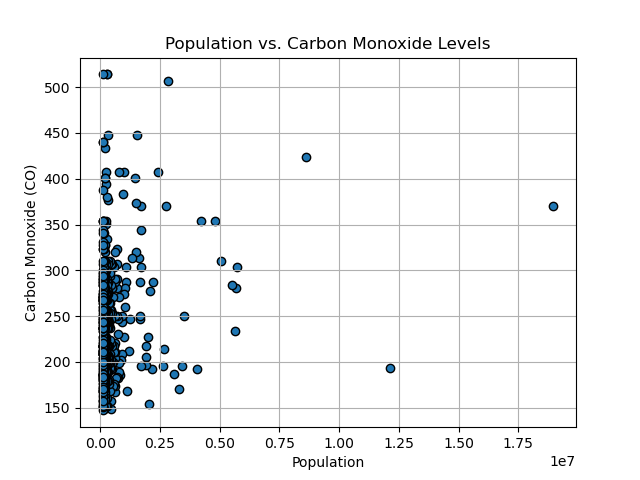 Population vs. Carbon Monoxide Levels
Carbon Monoxide (CO)
500
450
400
350
300
250
200
150
0.00 0.25 0.50 0.75 1.00 1.25 1.50 1.75
1e7
Population